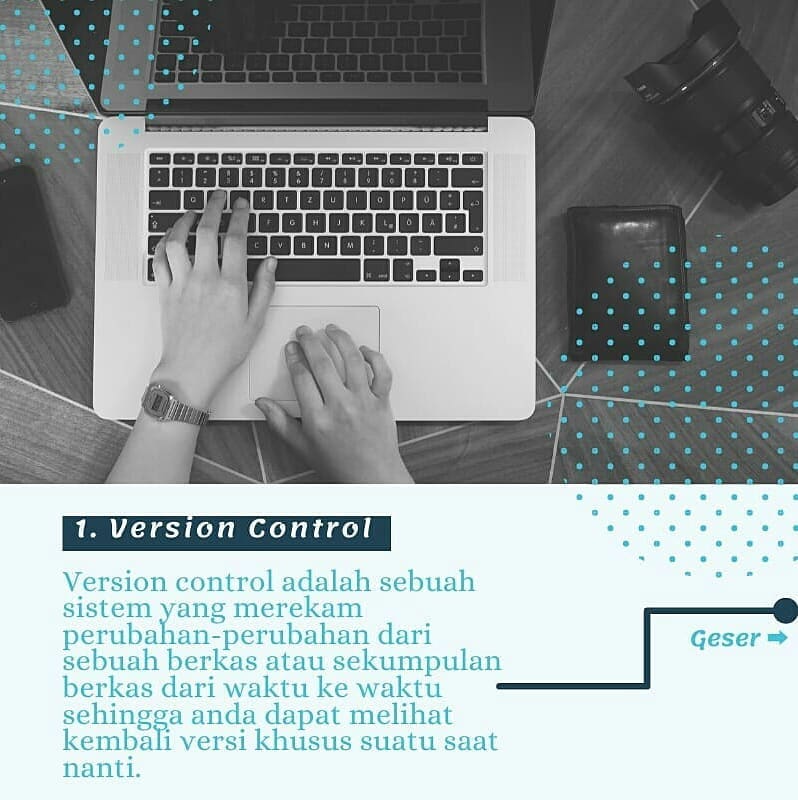 1. Version Control
Version control adalah sebuah
sistem yang merekam
perubahan-perubahan dari
sebuah berkas atau sekumpulan
berkas dari waktu ke waktu
sehingga anda dapat melihat
kembali versi khusus suatu saat
nanti.
Geser ➡